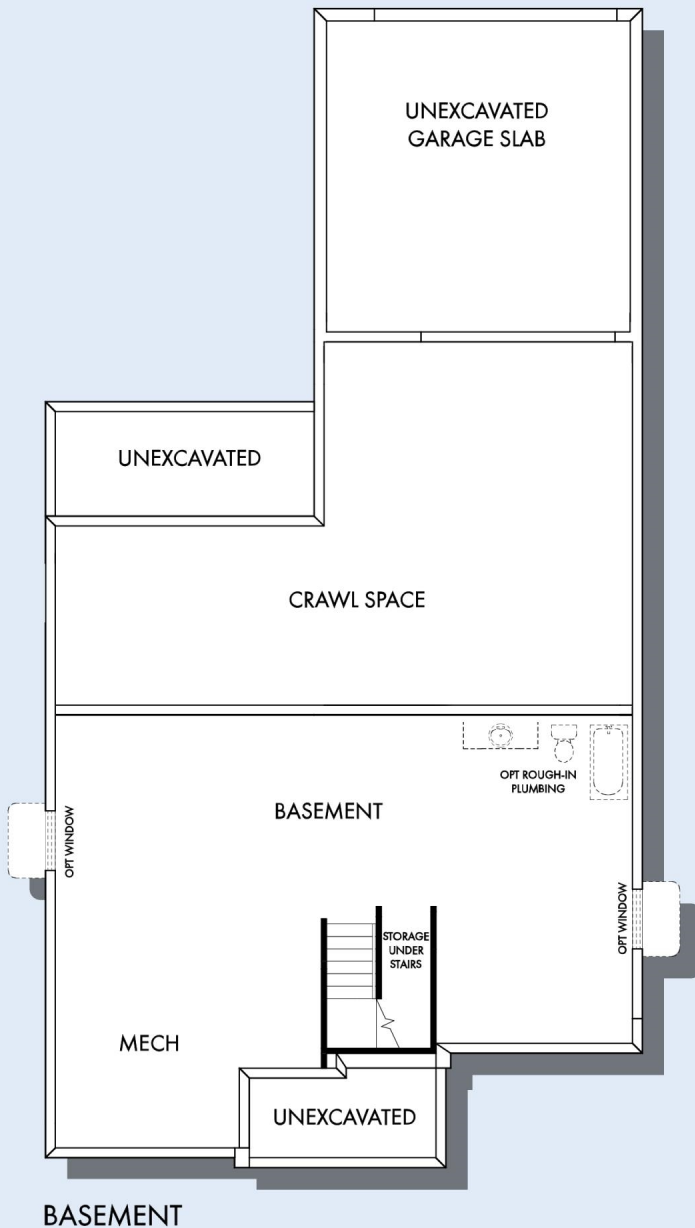 UNEXCAVATED
GARAGE SLAB
UNEXCAVATED
CRAWL SPACE
OPT ROUGH-IN
PLUMBING
BASEMENT
OPT WINDOW
OPT WINDOW
STORAGE
UNDER
STAIRS
MECH
UNEXCAVATED
BASEMENT